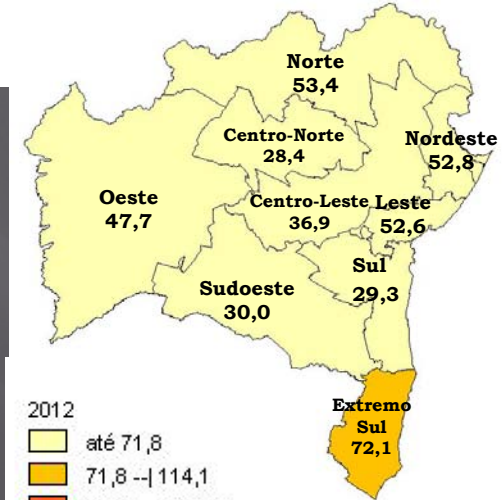 Norte
53,4
Centro-Norte
28,4
Nordeste
52,8
Oeste
47,7
Centro-Leste
36,9
Leste
52,6
Sul
29,3
Sudoeste
30,0
Extremo
Sul
72,1
2012
até 71,8
71,8 --| 114,1